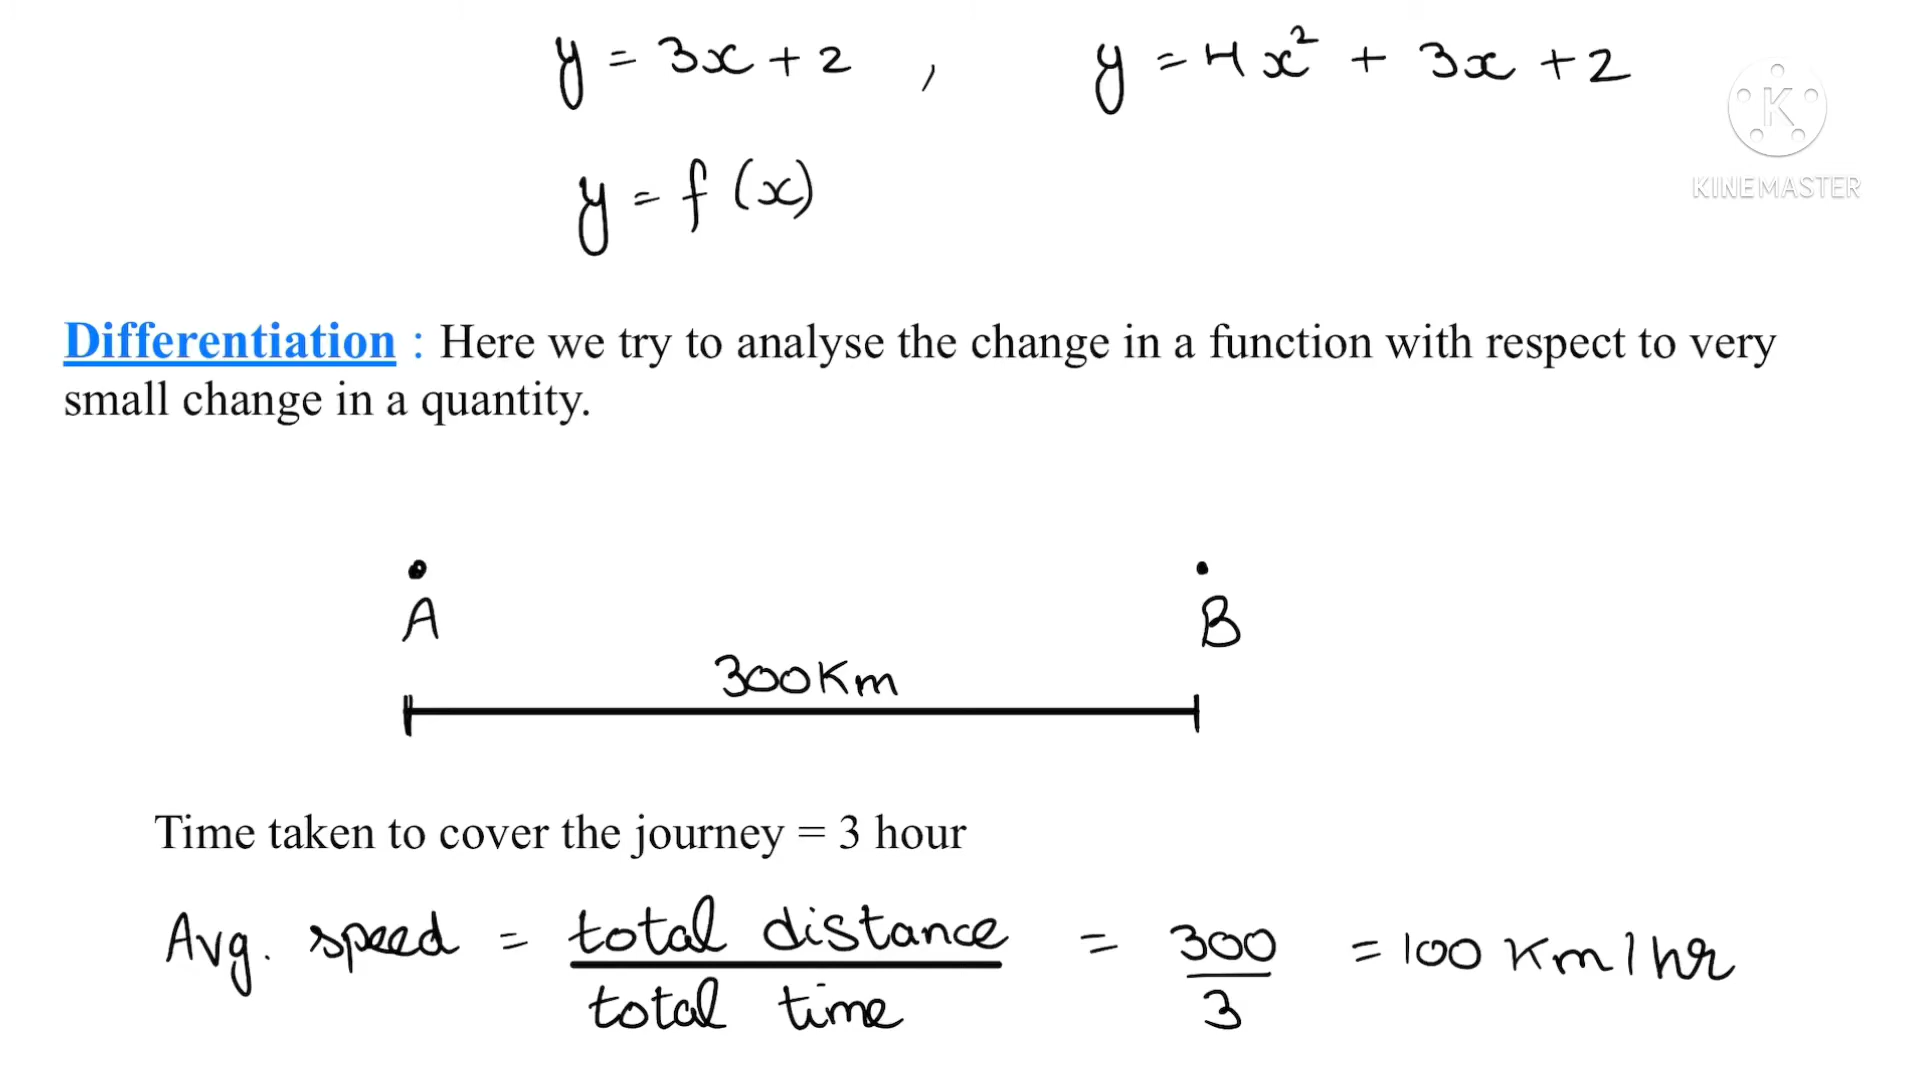 y = 3x + 2 , y = 4x² + 3x + 2
K
KINEMASTER
y = f (x)
Differentiation : Here we try to analyse the change in a function with respect to very
small change in a quantity.
A B
300Km
Time taken to cover the journey = 3 hour
Avg. speed = total distance / total time = 300 / 3 = 100 Km/hr